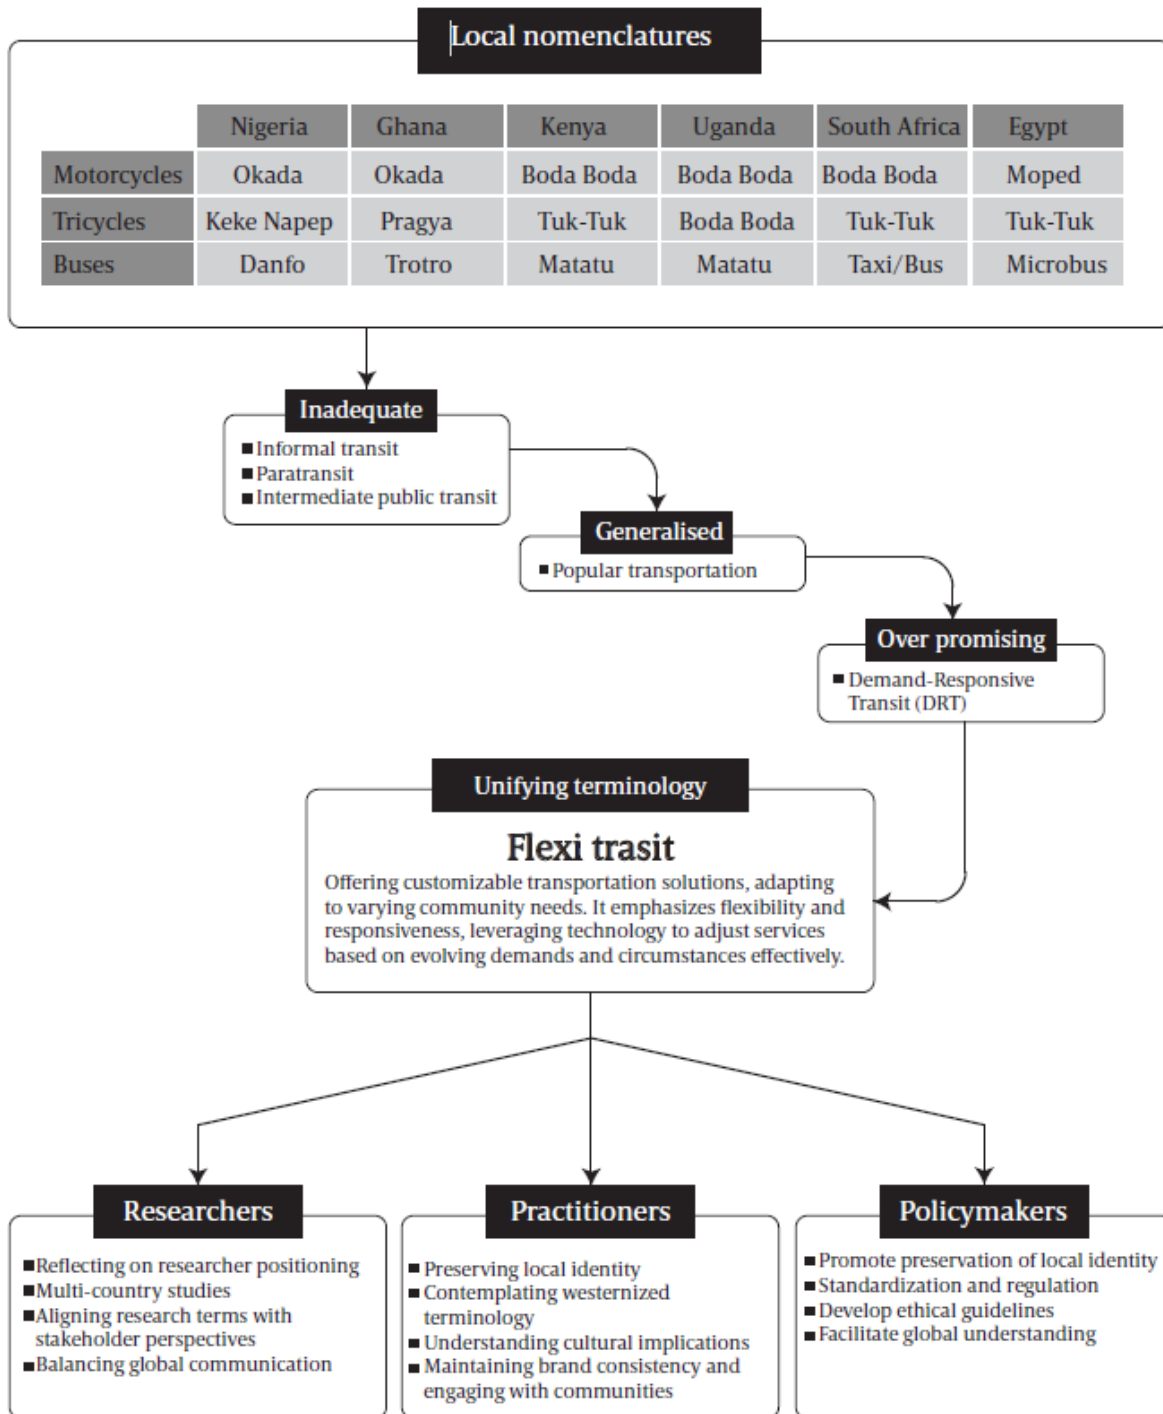 Local nomenclatures
Nigeria Ghana Kenya Uganda South Africa Egypt
Motorcycles Okada Okada Boda Boda Boda Boda Boda Boda Moped
Tricycles Keke Napep Pragya Tuk-Tuk Boda Boda Tuk-Tuk Tuk-Tuk
Buses Danfo Trotro Matatu Matatu Taxi/Bus Microbus
Inadequate
■ Informal transit
■ Paratransit
■ Intermediate public transit
Generalised
■ Popular transportation
Over promising
■ Demand-Responsive
Transit (DRT)
Unifying terminology
Flexi trasit
Offering customizable transportation solutions, adapting
to varying community needs. It emphasizes flexibility and
responsiveness, leveraging technology to adjust services
based on evolving demands and circumstances effectively.
Researchers
■ Reflecting on researcher positioning
■ Multi-country studies
■ Aligning research terms with
stakeholder perspectives
■ Balancing global communication
Practitioners
■ Preserving local identity
■ Contemplating westernized
terminology
■ Understanding cultural implications
■ Maintaining brand consistency and
engaging with communities
Policymakers
■ Promote preservation of local identity
■ Standardization and regulation
■ Develop ethical guidelines
■ Facilitate global understanding